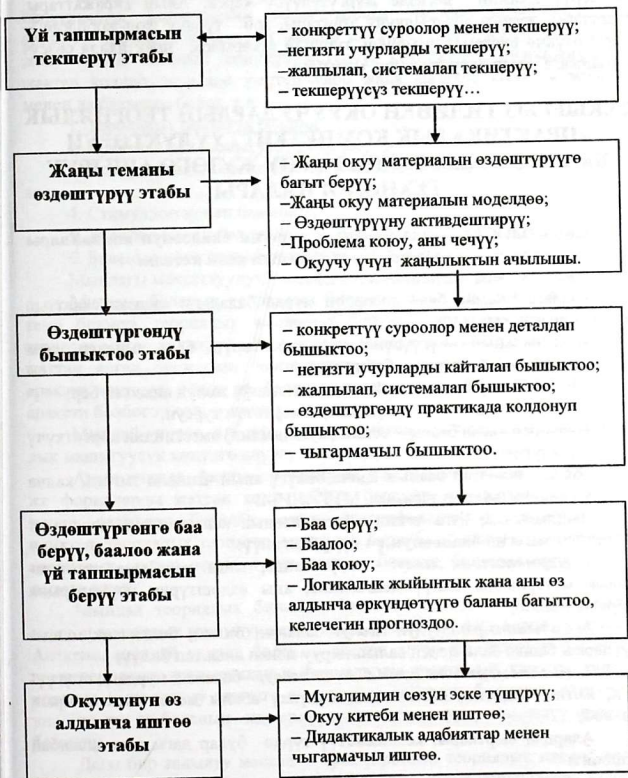 Үй тапшырмасын
текшерүү этабы
- конкреттүү суроолор менен текшерүү;
- негизги учурларды текшерүү;
-жалпылап, системалап текшерүү;
- текшерүүсүз текшерүү…
Жаңы теманы
өздөштүрүү этабы
– Жаңы окуу материалын өздөштүрүүгө
багыт берүү;
–Жаңы окуу материалын моделдөө;
- Өздөштүрүүнү активдештирүү;
–Проблема коюу, аны чечүү;
– Окуучу үчүн жаңылыктын ачылышы.
Өздөштүргөндү
бышыктоо этабы
– конкреттүү суроолор менен деталдап
бышыктоо;
– негизги учурларды кайталап бышыктоо;
– жалпылап, системалап бышыктоо;
– өздөштүргөндү практикада колдонуп
бышыктоо;
– чыгармачыл бышыктоо.
Өздөштүргөнгө баа
берүү, баалоо жана
үй тапшырмасын
берүү этабы
– Баа берүү;
– Баалоо;
– Баа коюу;
– Логикалык жыйынтык жана аны өз
алдынча өркүндөтүүгө баланы багыттоо,
келечегин прогноздоо.
Окуучунун өз
алдынча иштөө
этабы
– Мугалимдин сөзүн эске түшүрүү;
– Окуу китеби менен иштөө;
– Дидактикалык адабияттар менен
чыгармачыл иштөө.